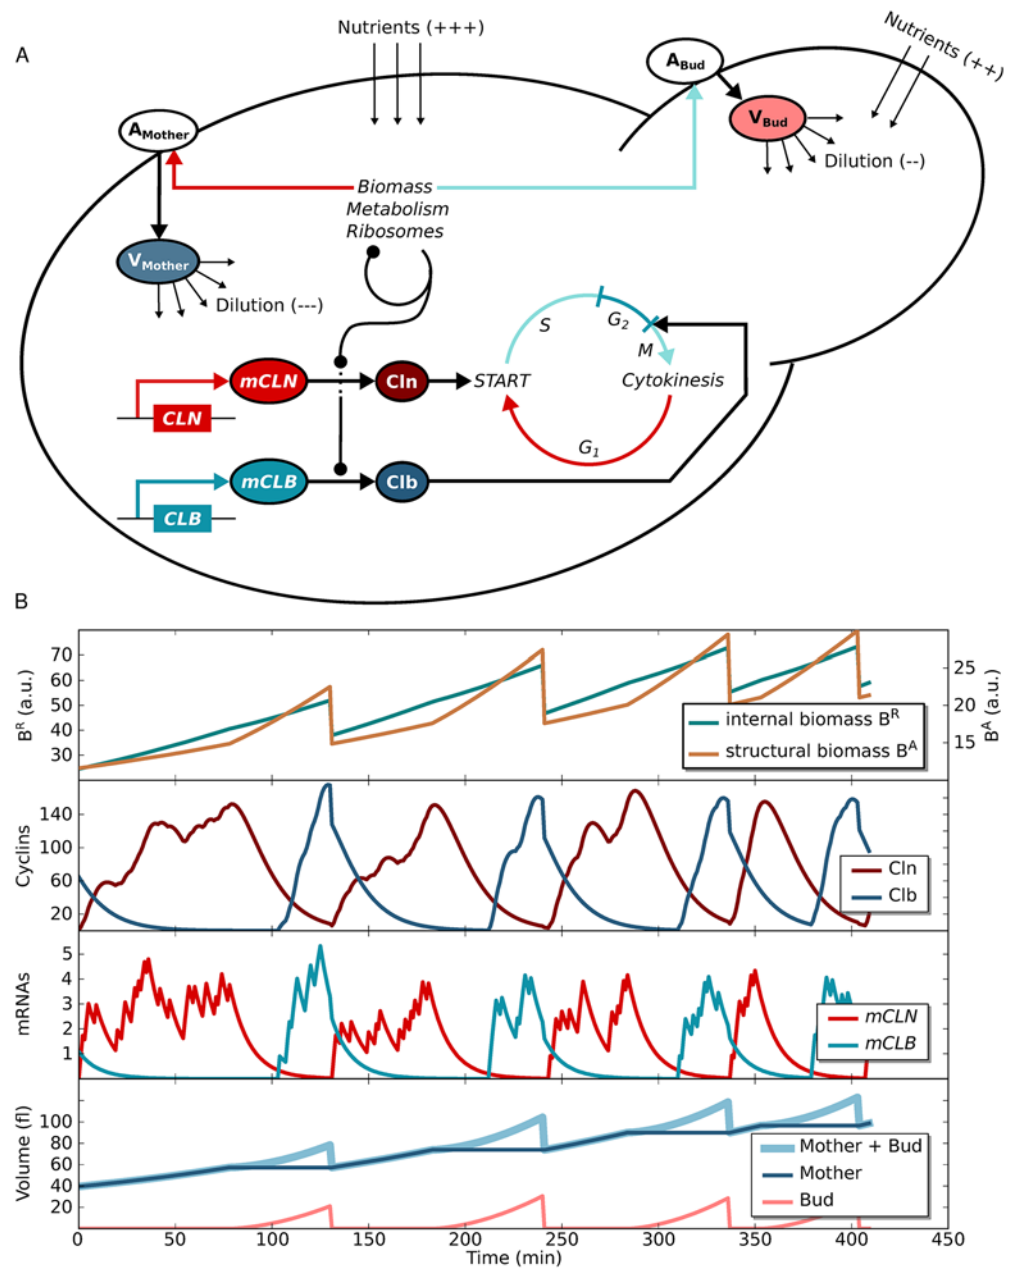 A
Nutrients (+++)
Nutrients (++)
A_Bud
V_Bud
Dilution (--)
A_Mother
Biomass
Metabolism
Ribosomes
V_Mother
Dilution (---)
S
G_2
M
mCLN
Cln
START
Cytokinesis
CLN
G_1
mCLB
Clb
CLB
B
B^R (a.u.)
70
60
50
40
30
25
20
15
B^A (a.u.)
internal biomass B^R
structural biomass B^A
Cyclins
140
100
60
20
Cln
Clb
mRNAs
5
4
3
2
1
mCLN
mCLB
Volume (fl)
100
80
60
40
20
Mother + Bud
Mother
Bud
0 50 100 150 200 250 300 350 400 450
Time (min)